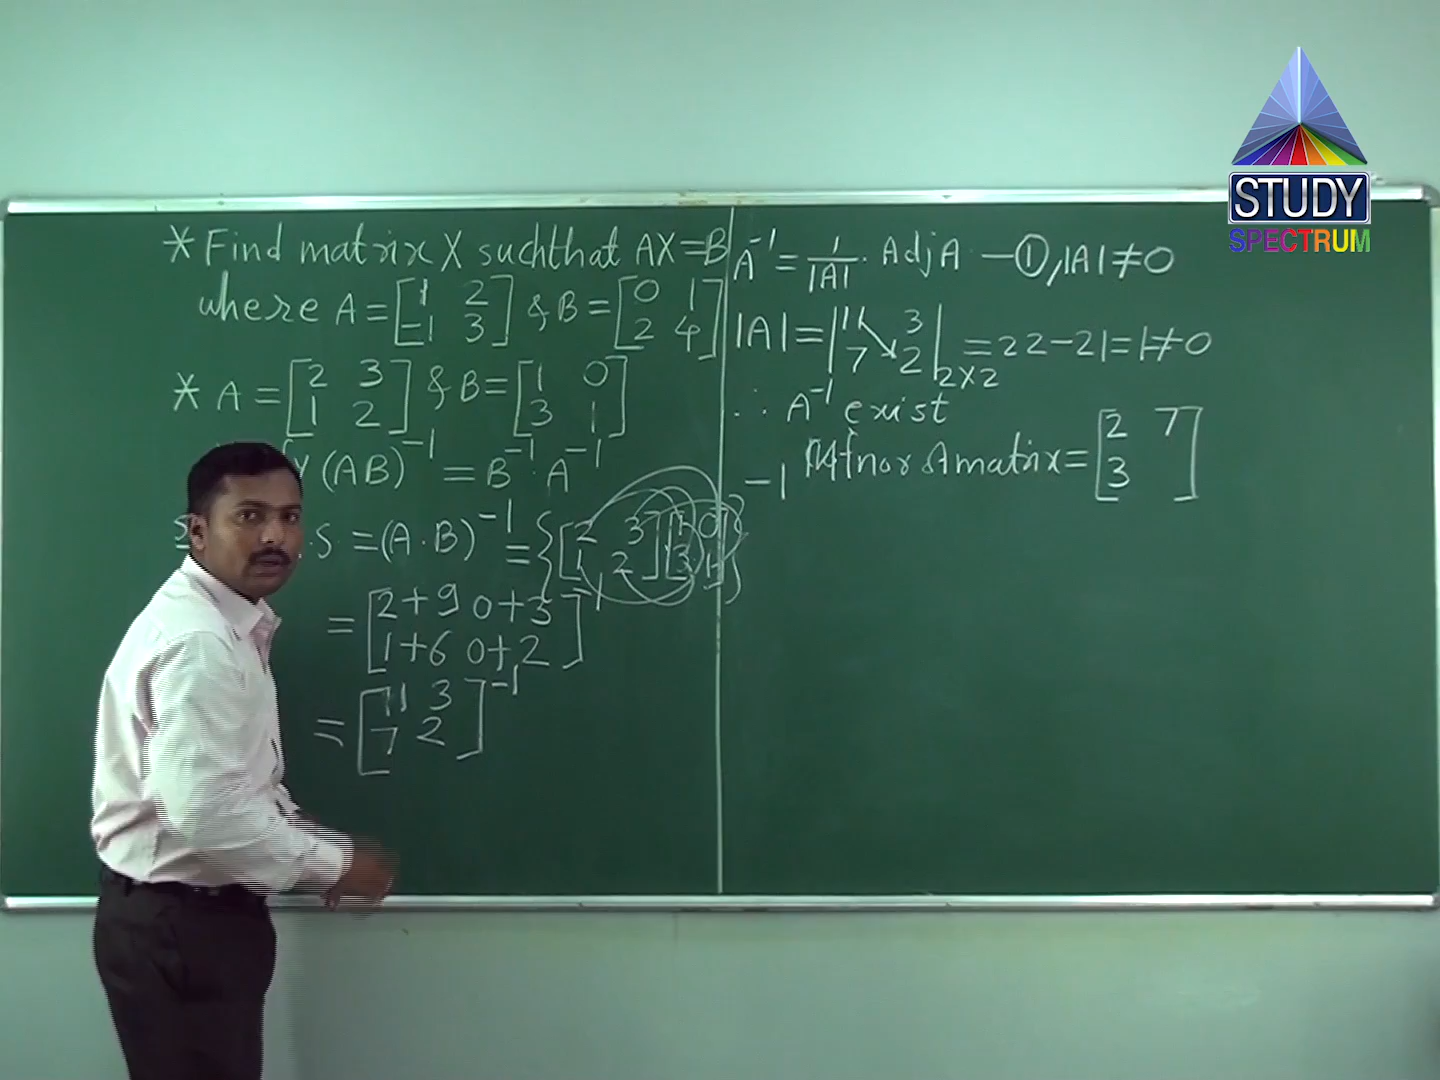 * Find matrix X such that AX = B
where A = [1 2
-1 3] & B = [0 1
2 4]
* A = [2 3
1 2] & B = [1 0
3 1]
(AB)⁻¹ = B⁻¹ · A⁻¹
.S = (A·B)⁻¹ = {[2 3
1 2][1 0
3 1]}⁻¹
= [2+9 0+3
1+6 0+2]⁻¹
= [11 3
7 2]⁻¹
A⁻¹ = 1/|A| · Adj A — ①, |A| ≠ 0
|A| = |11 3
7 2|2×2 = 22 - 21 = 1 ≠ 0
∴ A⁻¹ exist
Minor A matrix = [2 7
3 ]
STUDY
SPECTRUM